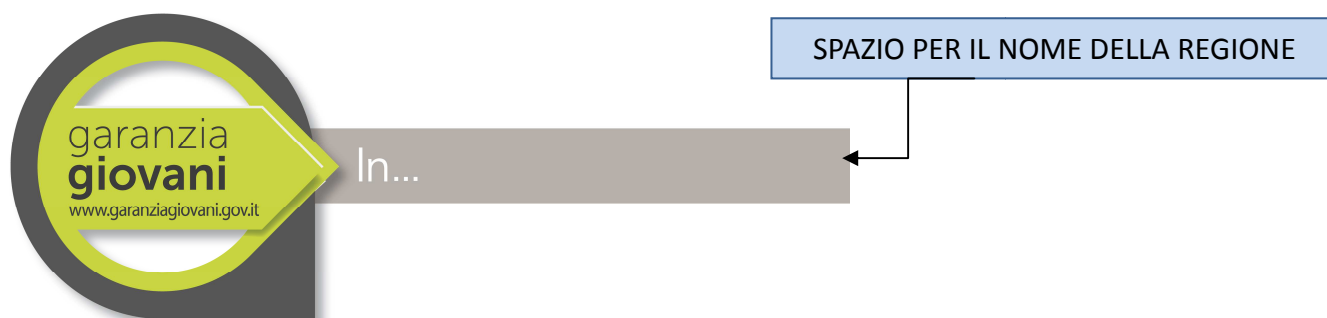 SPAZIO PER IL NOME DELLA REGIONE
garanzia
giovani
www.garanziagiovani.gov.it
In...